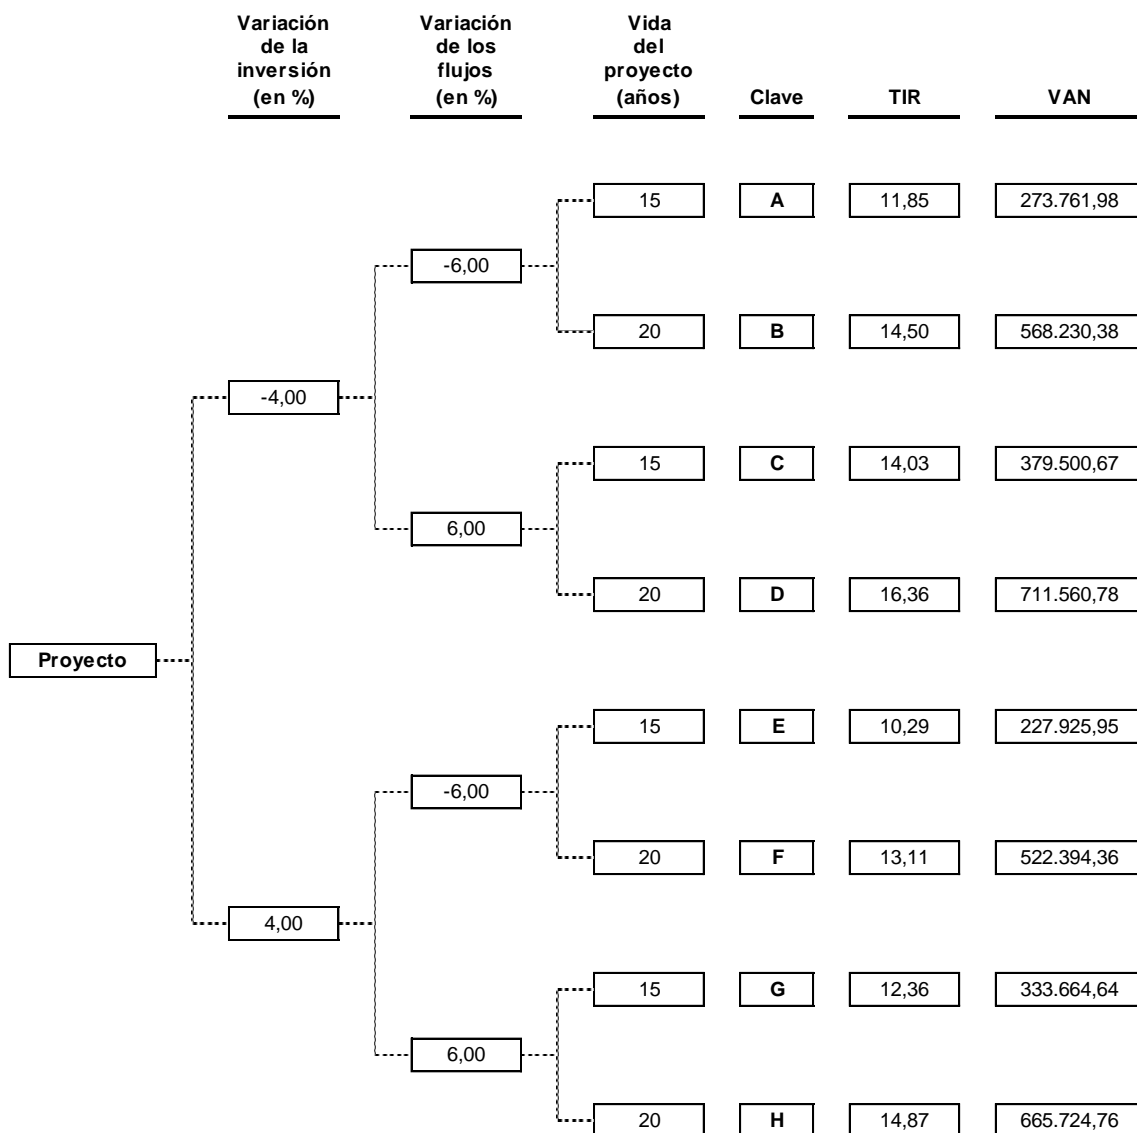 Variación de la inversión (en %)
Variación de los flujos (en %)
Vida del proyecto (años)
Clave
TIR
VAN
15 A 11,85 273.761,98
-6,00
20 B 14,50 568.230,38
-4,00
15 C 14,03 379.500,67
6,00
20 D 16,36 711.560,78
Proyecto
15 E 10,29 227.925,95
-6,00
20 F 13,11 522.394,36
4,00
15 G 12,36 333.664,64
6,00
20 H 14,87 665.724,76